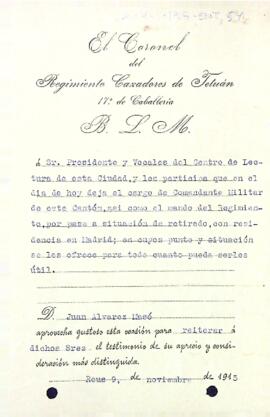 El Coronel
del
Regimiento Cazadores de Tetuán
17º. de Caballería
B. L. M.
á Sr. Presidente y Vocales del Centro de Lec-
tura de esta Ciudad, y les participa que en el
día de hoy deja el cargo de Comandante Militar
de este Cantón, así como el mando del Regimien-
to, por pase a situación de retirado, con re-
sidencia en Madrid; en cuyos punto y situación
se les ofrece para todo cuanto pueda serles
útil.
D. Juan Alvarez Masó
aprovecha gustoso esta ocasión para reiterar á
dichos Sres. el testimonio de su aprecio y consi-
deración más distinguida.
Reus 9, de noviembre de 1915